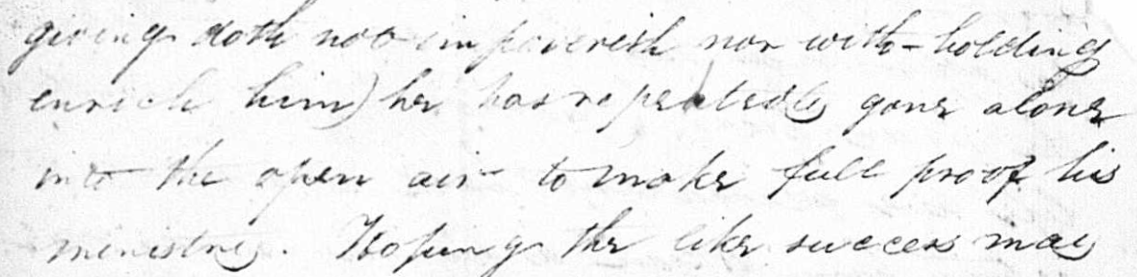 giving doth not impoverish nor with-holding
enrich him) he has repeatedly gone alone
into the open air to make full proof his
ministry. Hoping the like success may